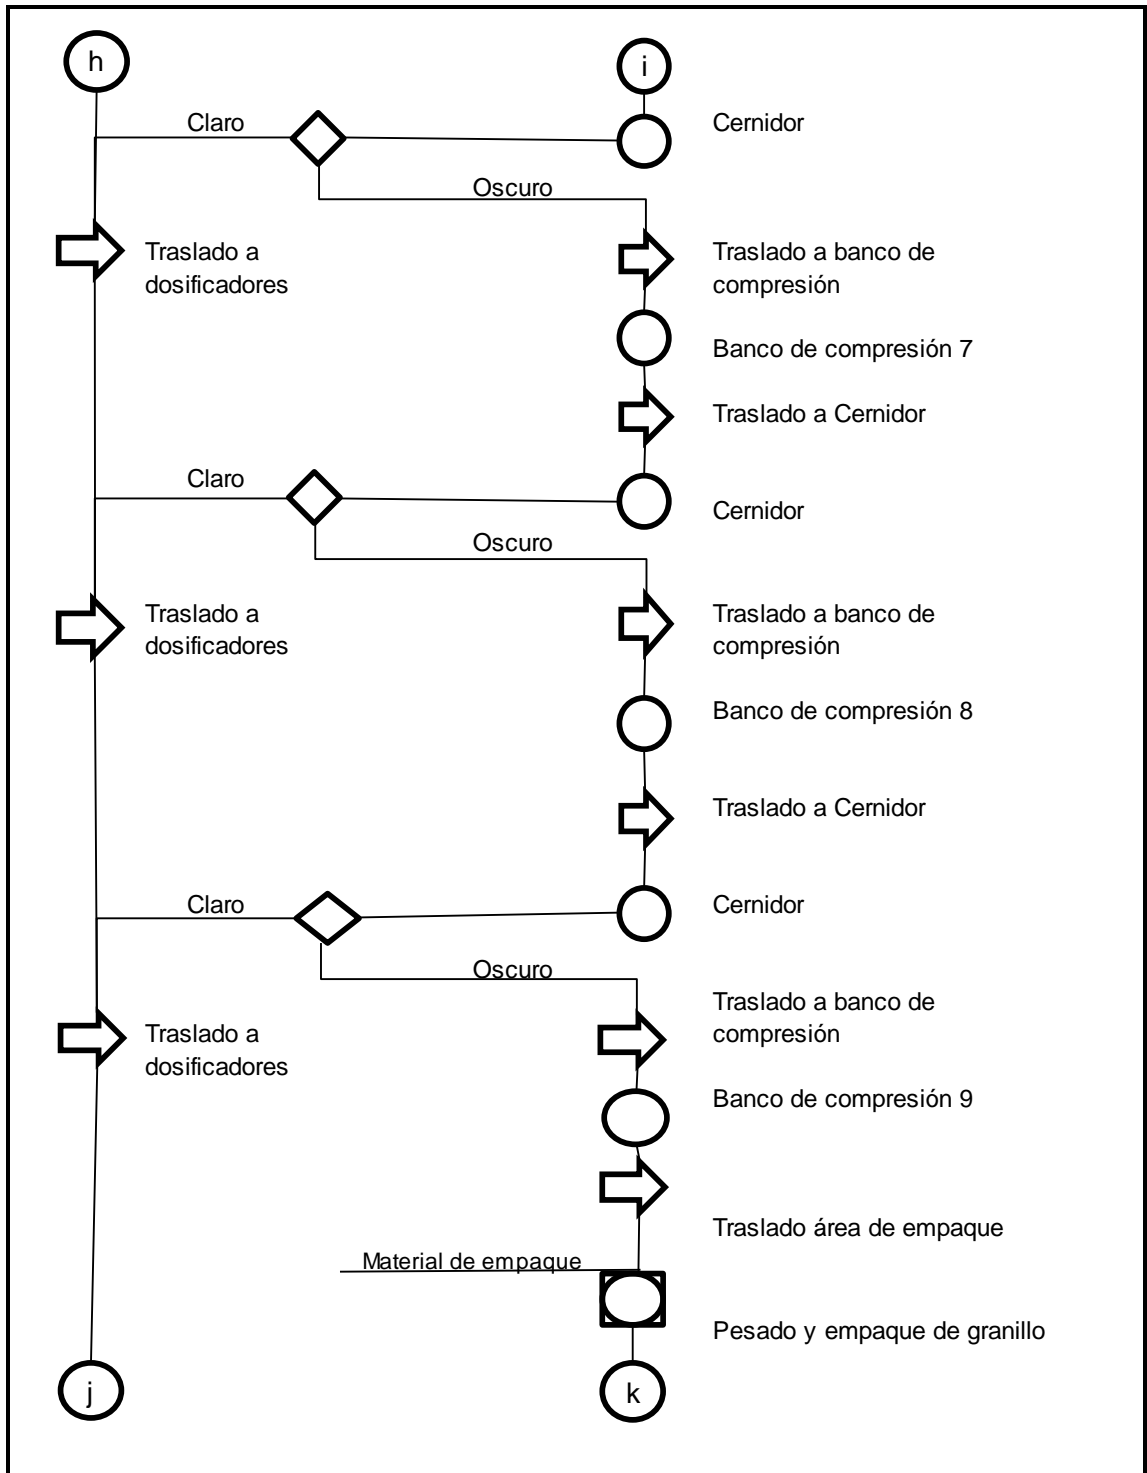 h
i
Claro
Cernidor
Oscuro
Traslado a
dosificadores
Traslado a banco de
compresión
Banco de compresión 7
Traslado a Cernidor
Claro
Cernidor
Oscuro
Traslado a
dosificadores
Traslado a banco de
compresión
Banco de compresión 8
Traslado a Cernidor
Claro
Cernidor
Oscuro
Traslado a
dosificadores
Traslado a banco de
compresión
Banco de compresión 9
Traslado área de empaque
Material de empaque
Pesado y empaque de granillo
j
k